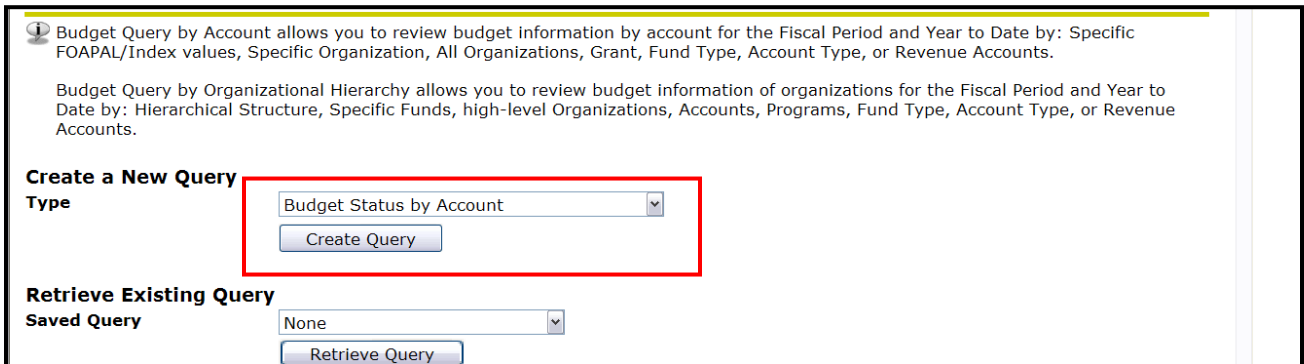 Budget Query by Account allows you to review budget information by account for the Fiscal Period and Year to Date by: Specific
FOAPAL/Index values, Specific Organization, All Organizations, Grant, Fund Type, Account Type, or Revenue Accounts.
Budget Query by Organizational Hierarchy allows you to review budget information of organizations for the Fiscal Period and Year to
Date by: Hierarchical Structure, Specific Funds, high-level Organizations, Accounts, Programs, Fund Type, Account Type, or Revenue
Accounts.
Create a New Query
Type
Budget Status by Account
Create Query
Retrieve Existing Query
Saved Query
None
Retrieve Query